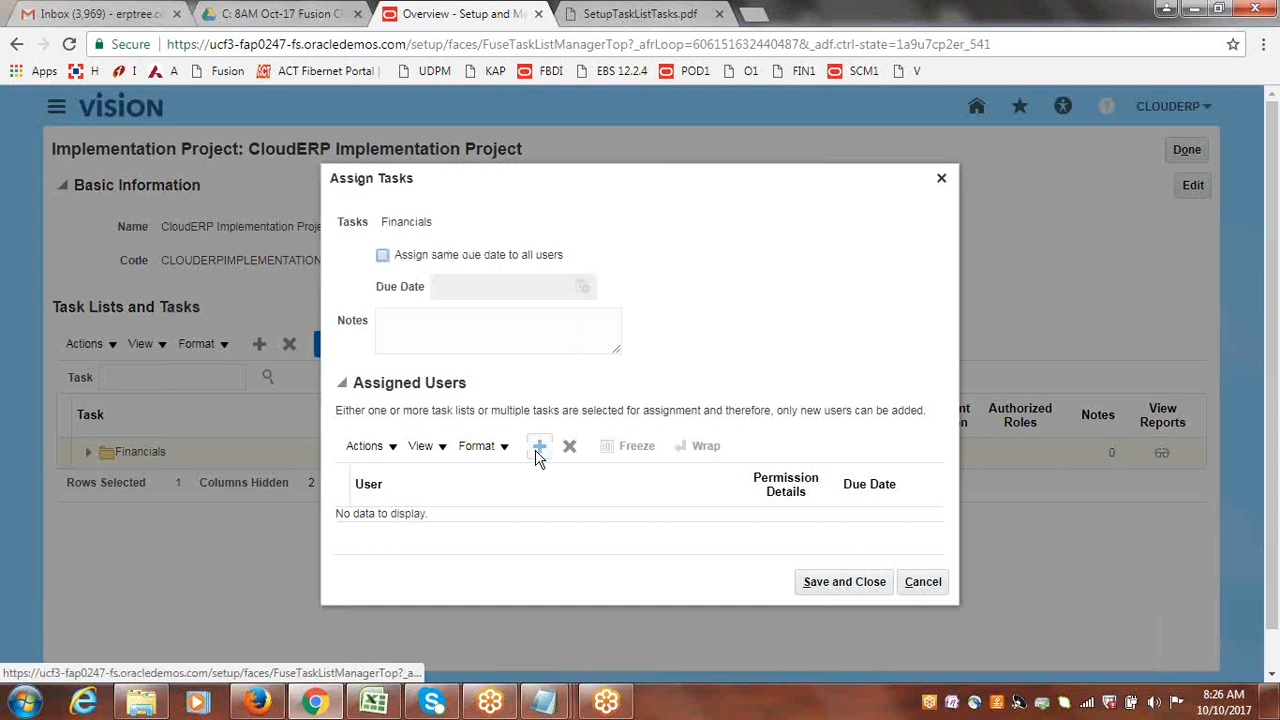 Inbox (3,969) - erptree.co
C: 8AM Oct-17 Fusion C
Overview - Setup and Ma
SetupTaskListTasks.pdf
Secure
https://ucf3-fap0247-fs.oracledemos.com/setup/faces/FuseTaskListManagerTop?_afrLoop=60615163244048​7&_adf.ctrl-state=1a9u7cp2er_541
Apps H I A Fusion ACT Fibernet Portal | UDPM KAP FBDI EBS 12.2.4 POD1 O1 FIN1 SCM1 V
VISION
CLOUDERP
Implementation Project: CloudERP Implementation Project
Done
Basic Information
Edit
Name CloudERP Implementation Proje
Code CLOUDERPIMPLEMENTATION
Task Lists and Tasks
Actions View Format
Task
Task
Authorized Roles
Notes
View Reports
Financials
0
Rows Selected 1 Columns Hidden 2
Assign Tasks
Tasks Financials
Assign same due date to all users
Due Date
Notes
Assigned Users
Either one or more task lists or multiple tasks are selected for assignment and therefore, only new users can be added.
Actions View Format Freeze Wrap
User
Permission Details
Due Date
No data to display.
Save and Close Cancel
https://ucf3-fap0247-fs.oracledemos.com/setup/faces/FuseTaskListManagerTop?_a...
8:26 AM
10/10/2017